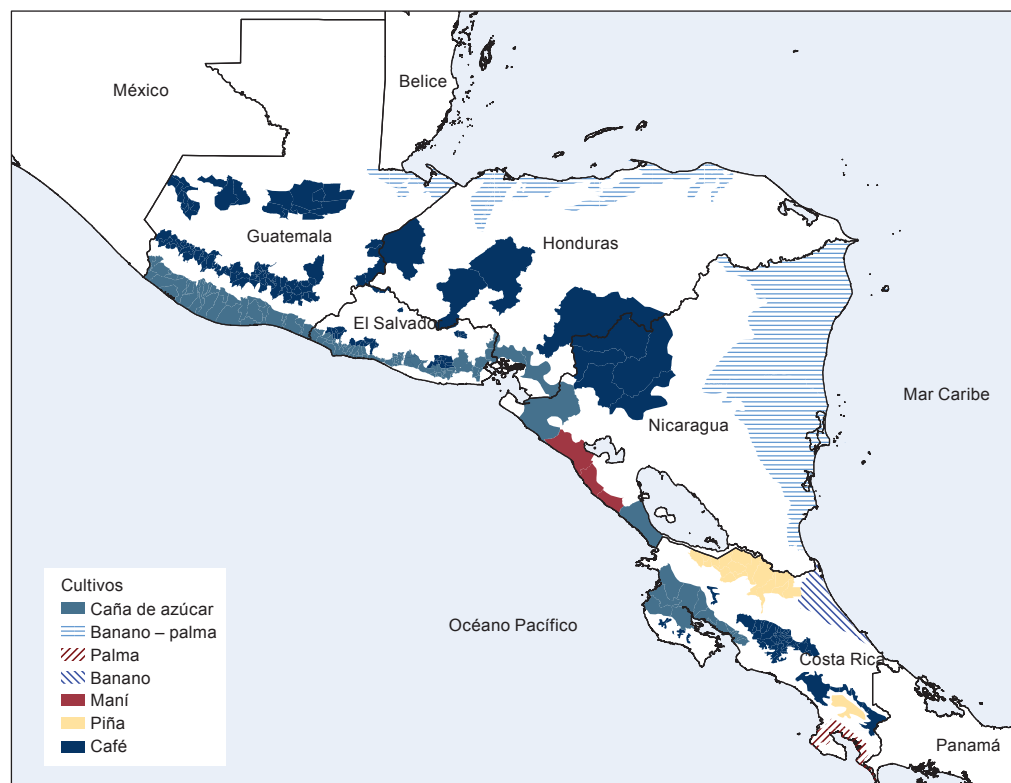 México
Belice
Guatemala
Honduras
El Salvador
Nicaragua
Mar Caribe
Océano Pacífico
Costa Rica
Panamá
Cultivos
Caña de azúcar
Banano – palma
Palma
Banano
Maní
Piña
Café